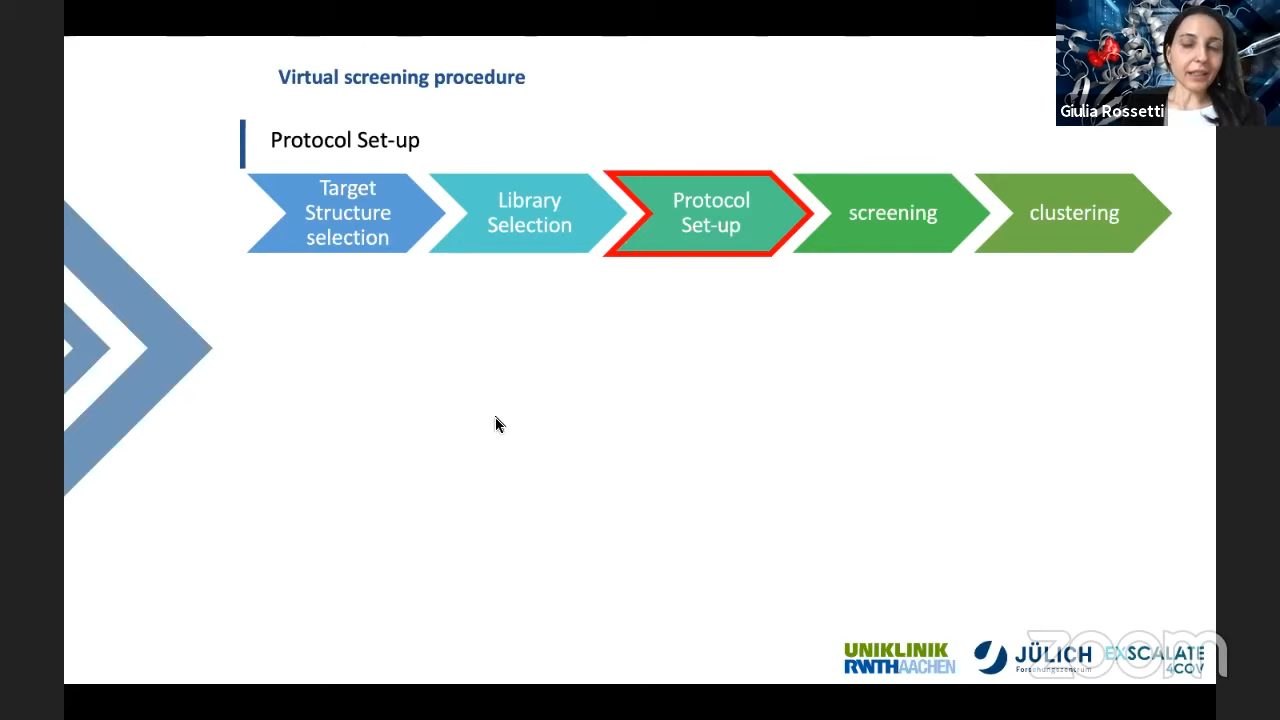 Virtual screening procedure
Giulia Rossetti
Protocol Set-up
Target
Structure
selection
Library
Selection
Protocol
Set-up
screening
clustering
UNIKLINIK
RWTHAACHEN
JÜLICH
Forschungszentrum
EXSCALATE
4COV
zoom